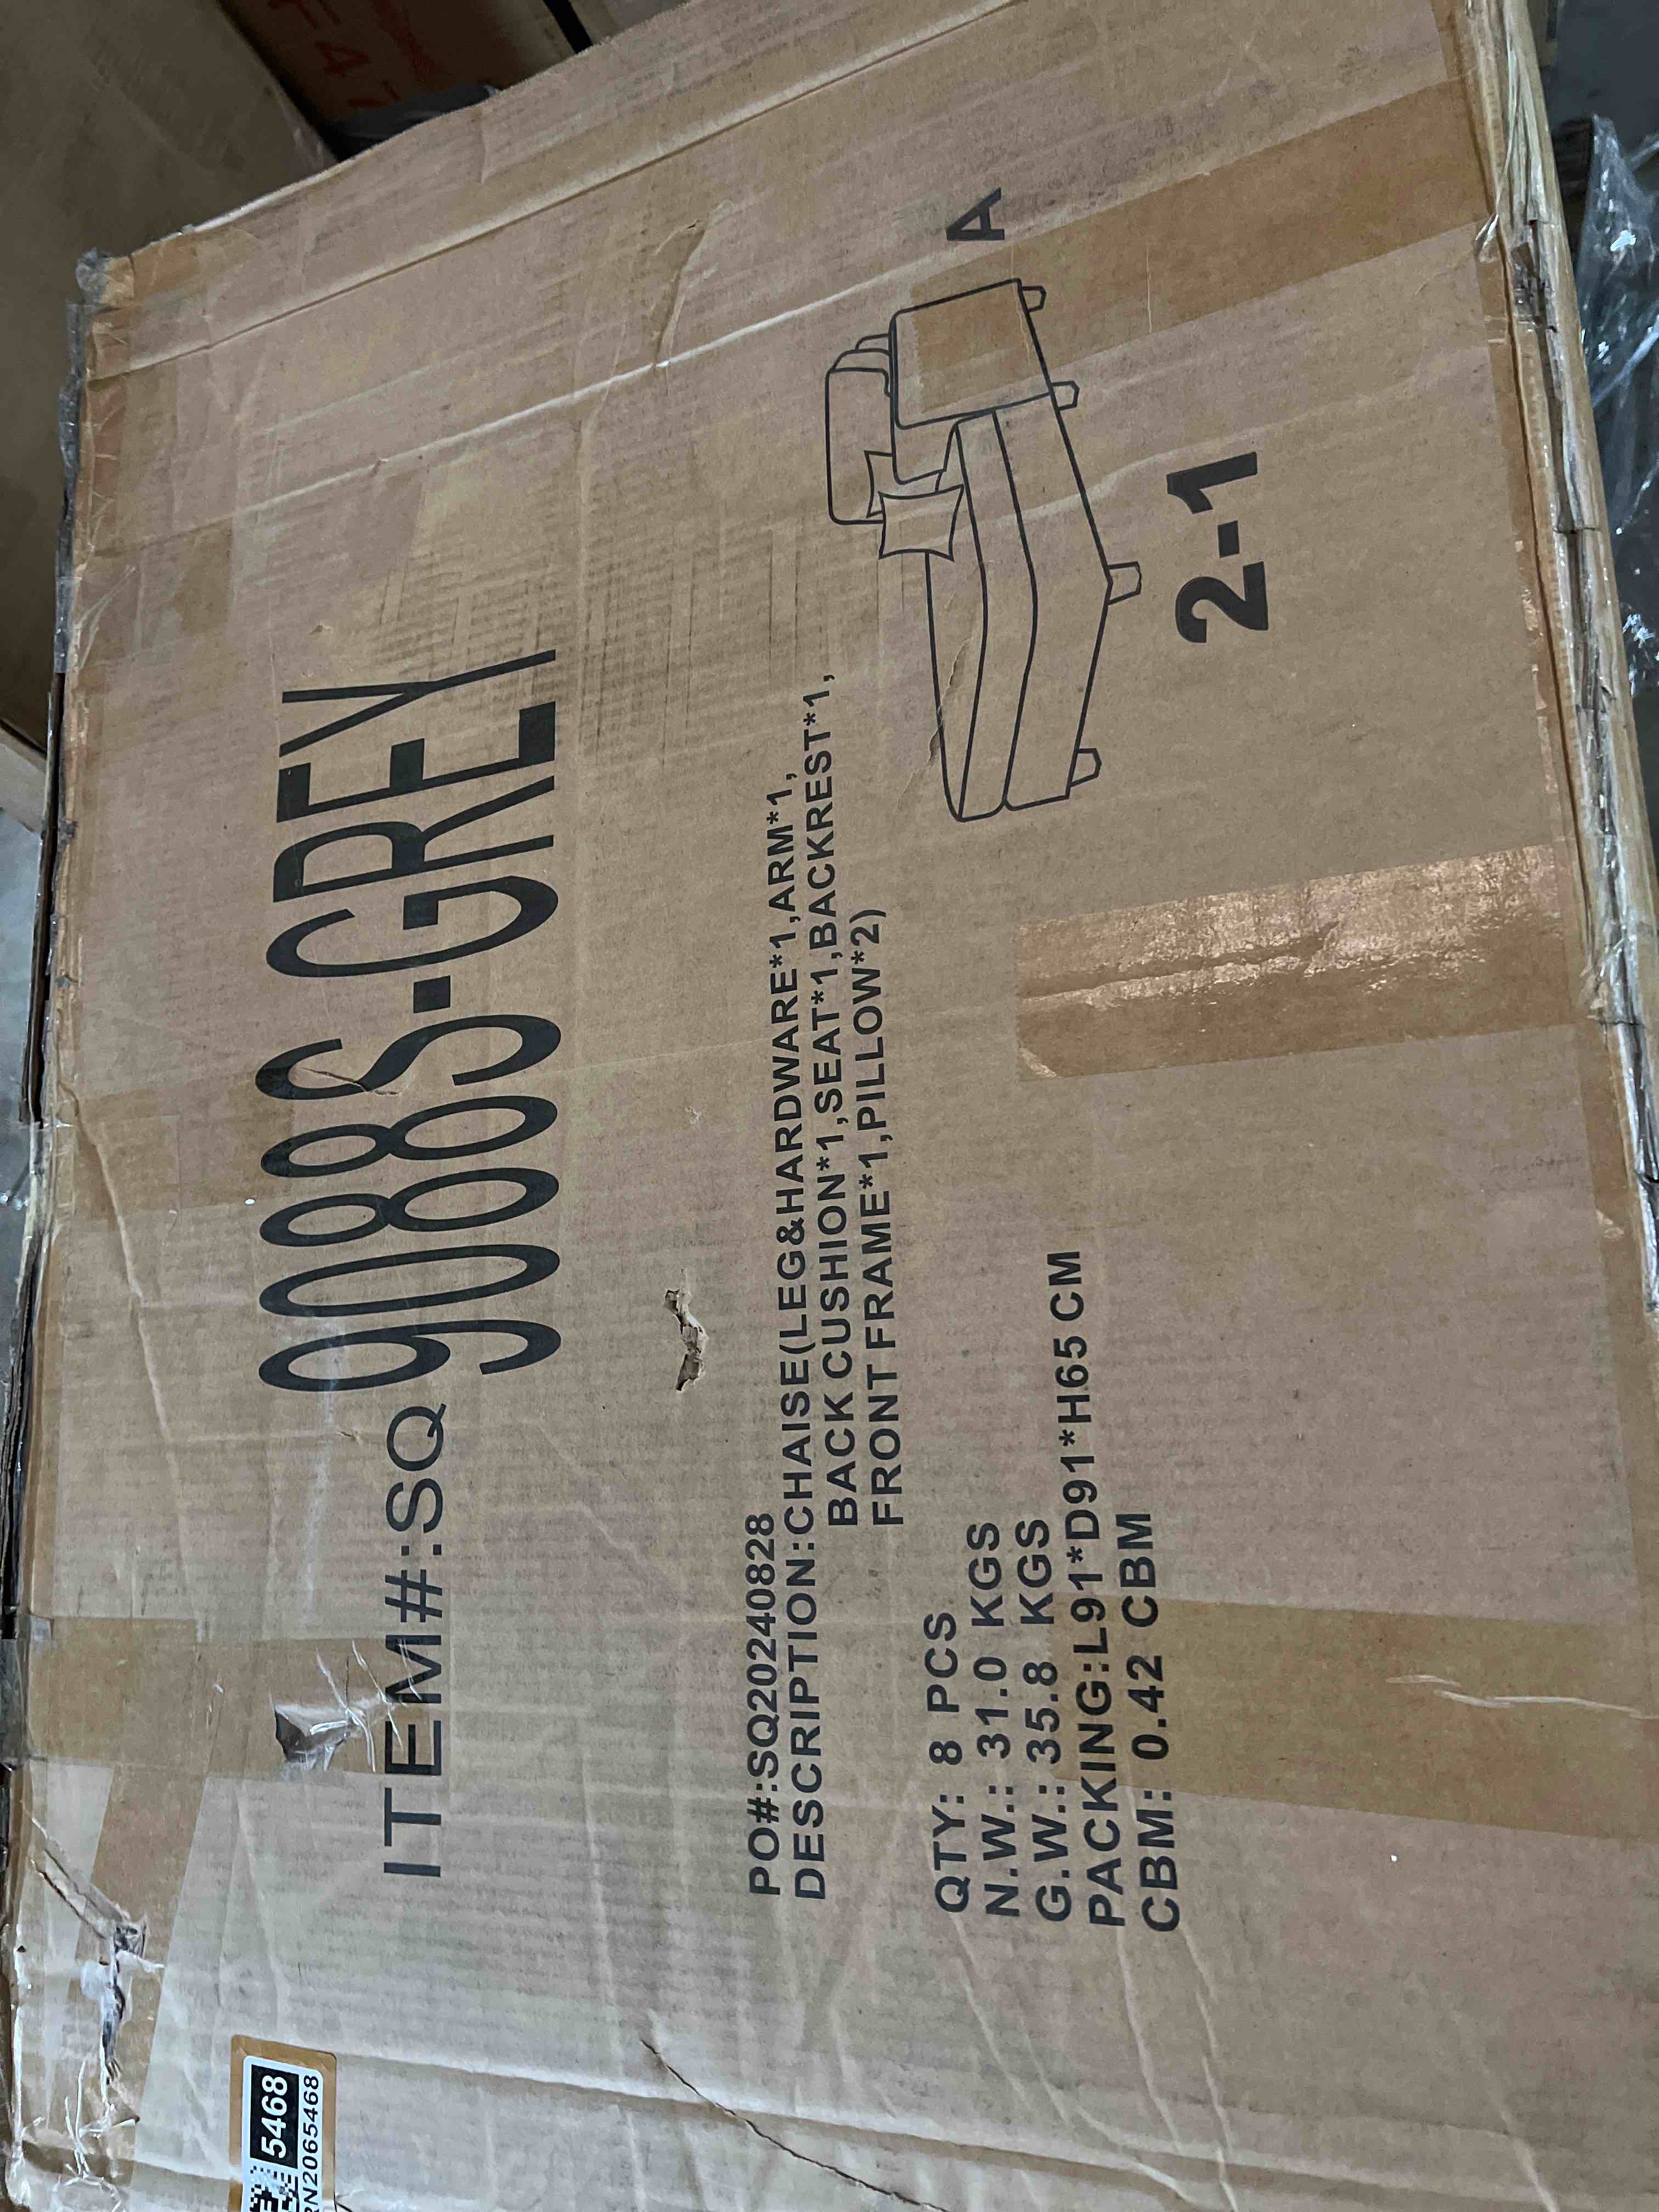 ITEM#:SQ 9088S-GREY
PO#:SQ20240828
DESCRIPTION:CHAISE(LEG&HARDWARE*1,ARM*1,
BACK CUSHION*1,SEAT*1,BACKREST*1,
FRONT FRAME*1,PILLOW*2)
QTY: 8 PCS
N.W.: 31.0 KGS
G.W.: 35.8 KGS
PACKING:L91*D91*H65 CM
CBM: 0.42 CBM
A
2-1
5468
RN2065468